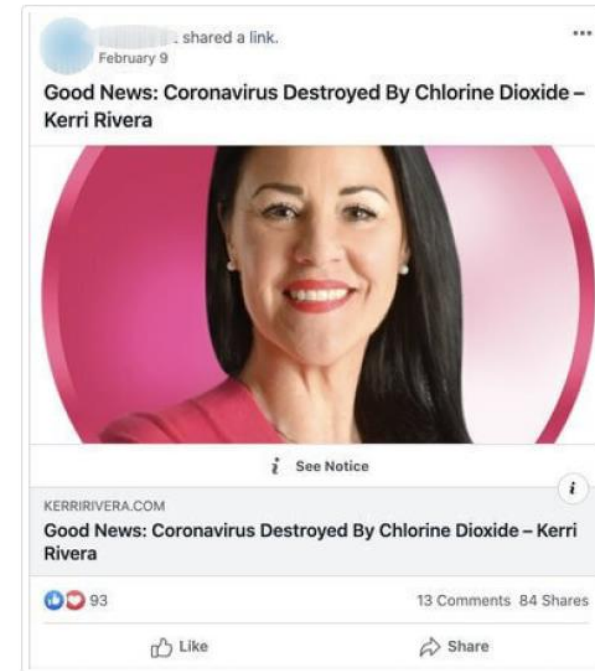 shared a link.
February 9
Good News: Coronavirus Destroyed By Chlorine Dioxide –
Kerri Rivera
See Notice
KERRIRIVERA.COM
Good News: Coronavirus Destroyed By Chlorine Dioxide – Kerri
Rivera
93
13 Comments 84 Shares
Like
Share